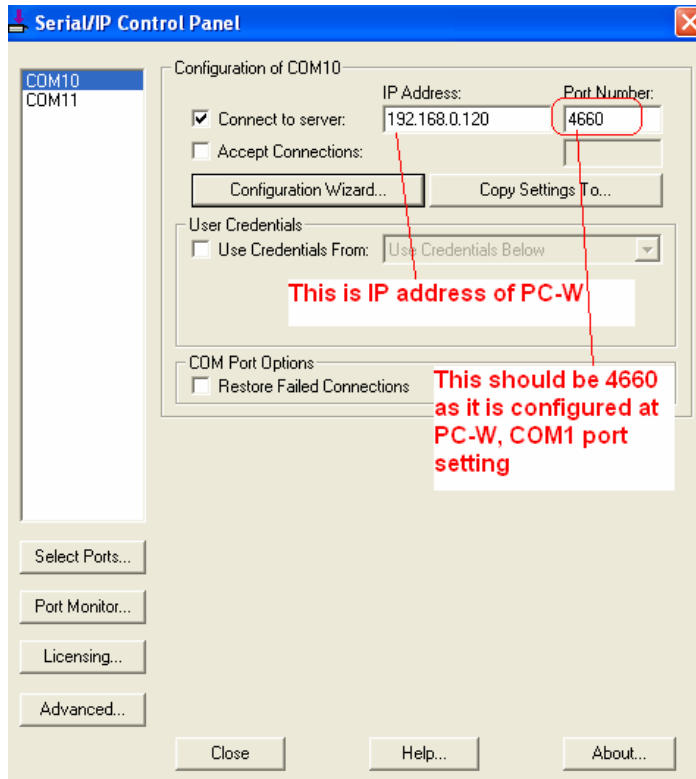 Serial/IP Control Panel
COM10
COM11
Configuration of COM10
IP Address:
Port Number:
Connect to server:
192.168.0.120
4660
Accept Connections:
Configuration Wizard...
Copy Settings To...
User Credentials
Use Credentials From:
Use Credentials Below
This is IP address of PC-W
COM Port Options
Restore Failed Connections
This should be 4660
as it is configured at
PC-W, COM1 port
setting
Select Ports...
Port Monitor...
Licensing...
Advanced...
Close
Help...
About...